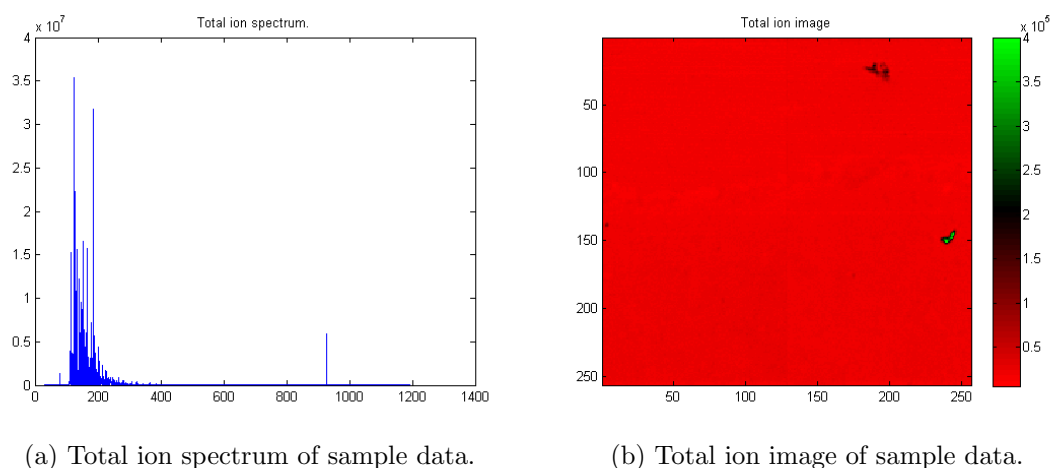 Total ion spectrum.
x 10^7
4
3.5
3
2.5
2
1.5
1
0.5
0
0 200 400 600 800 1000 1200 1400
Total ion image
50
100
150
200
250
50 100 150 200 250
x 10^5
4
3.5
3
2.5
2
1.5
1
0.5
(a) Total ion spectrum of sample data.
(b) Total ion image of sample data.